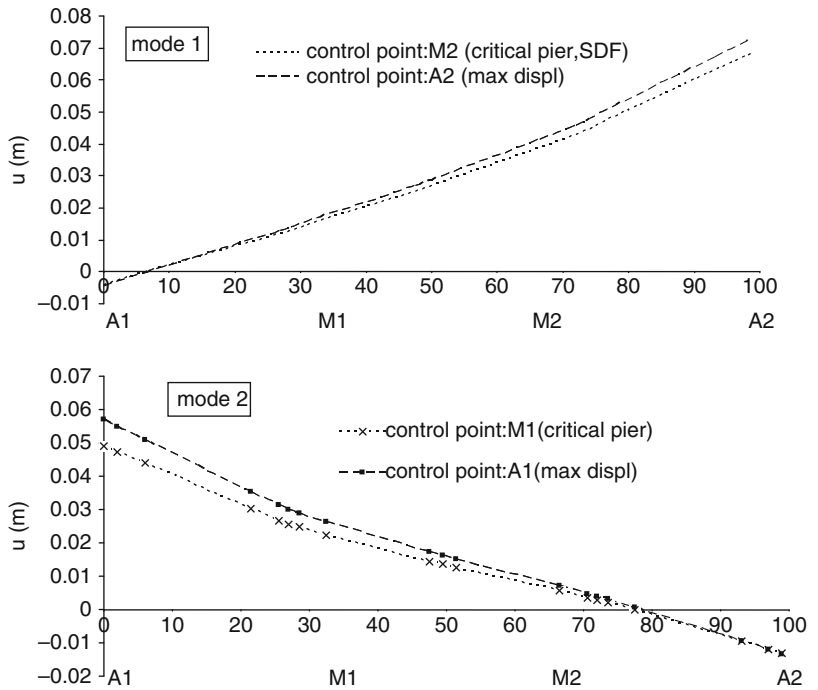 0.08
0.07
0.06
0.05
0.04
0.03
0.02
0.01
0
−0.01
u (m)
mode 1
control point:M2 (critical pier,SDF)
control point:A2 (max displ)
0 10 20 30 40 50 60 70 80 90 100
A1 M1 M2 A2
0.07
0.06
0.05
0.04
0.03
0.02
0.01
0
−0.01
−0.02
u (m)
mode 2
control point:M1(critical pier)
control point:A1(max displ)
0 10 20 30 40 50 60 70 80 90 100
A1 M1 M2 A2